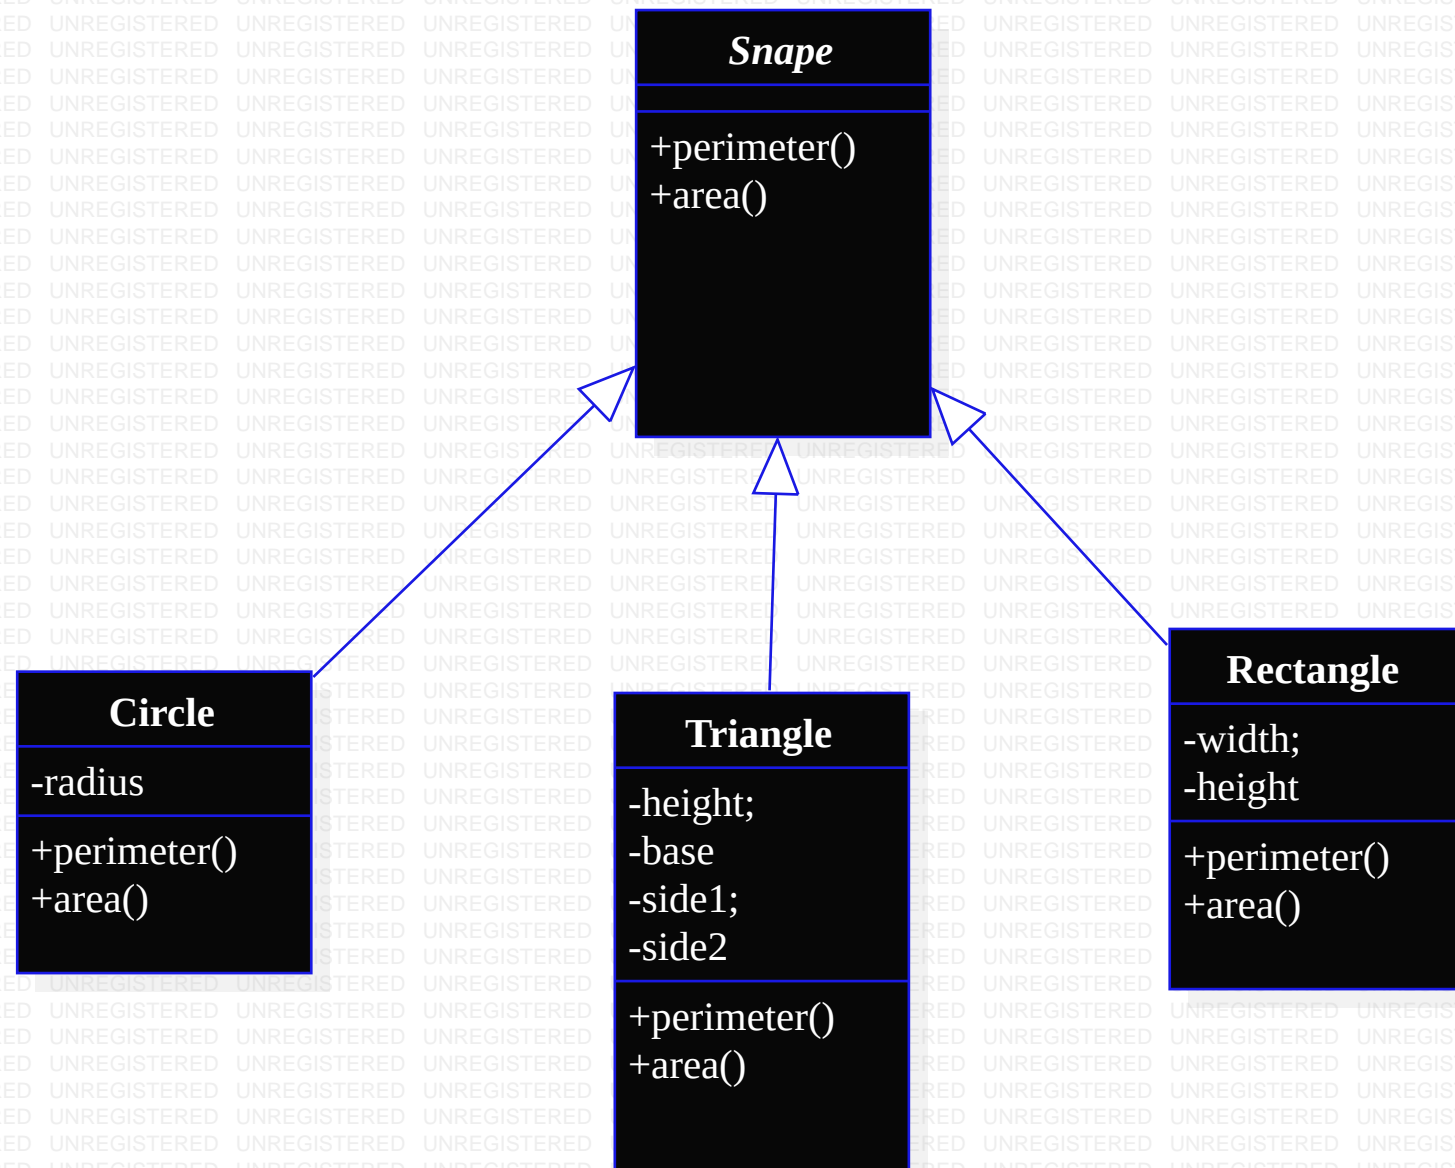 Snape
+perimeter()
+area()
Circle
-radius
+perimeter()
+area()
Triangle
-height;
-base
-side1;
-side2
+perimeter()
+area()
Rectangle
-width;
-height
+perimeter()
+area()
UNREGISTERED